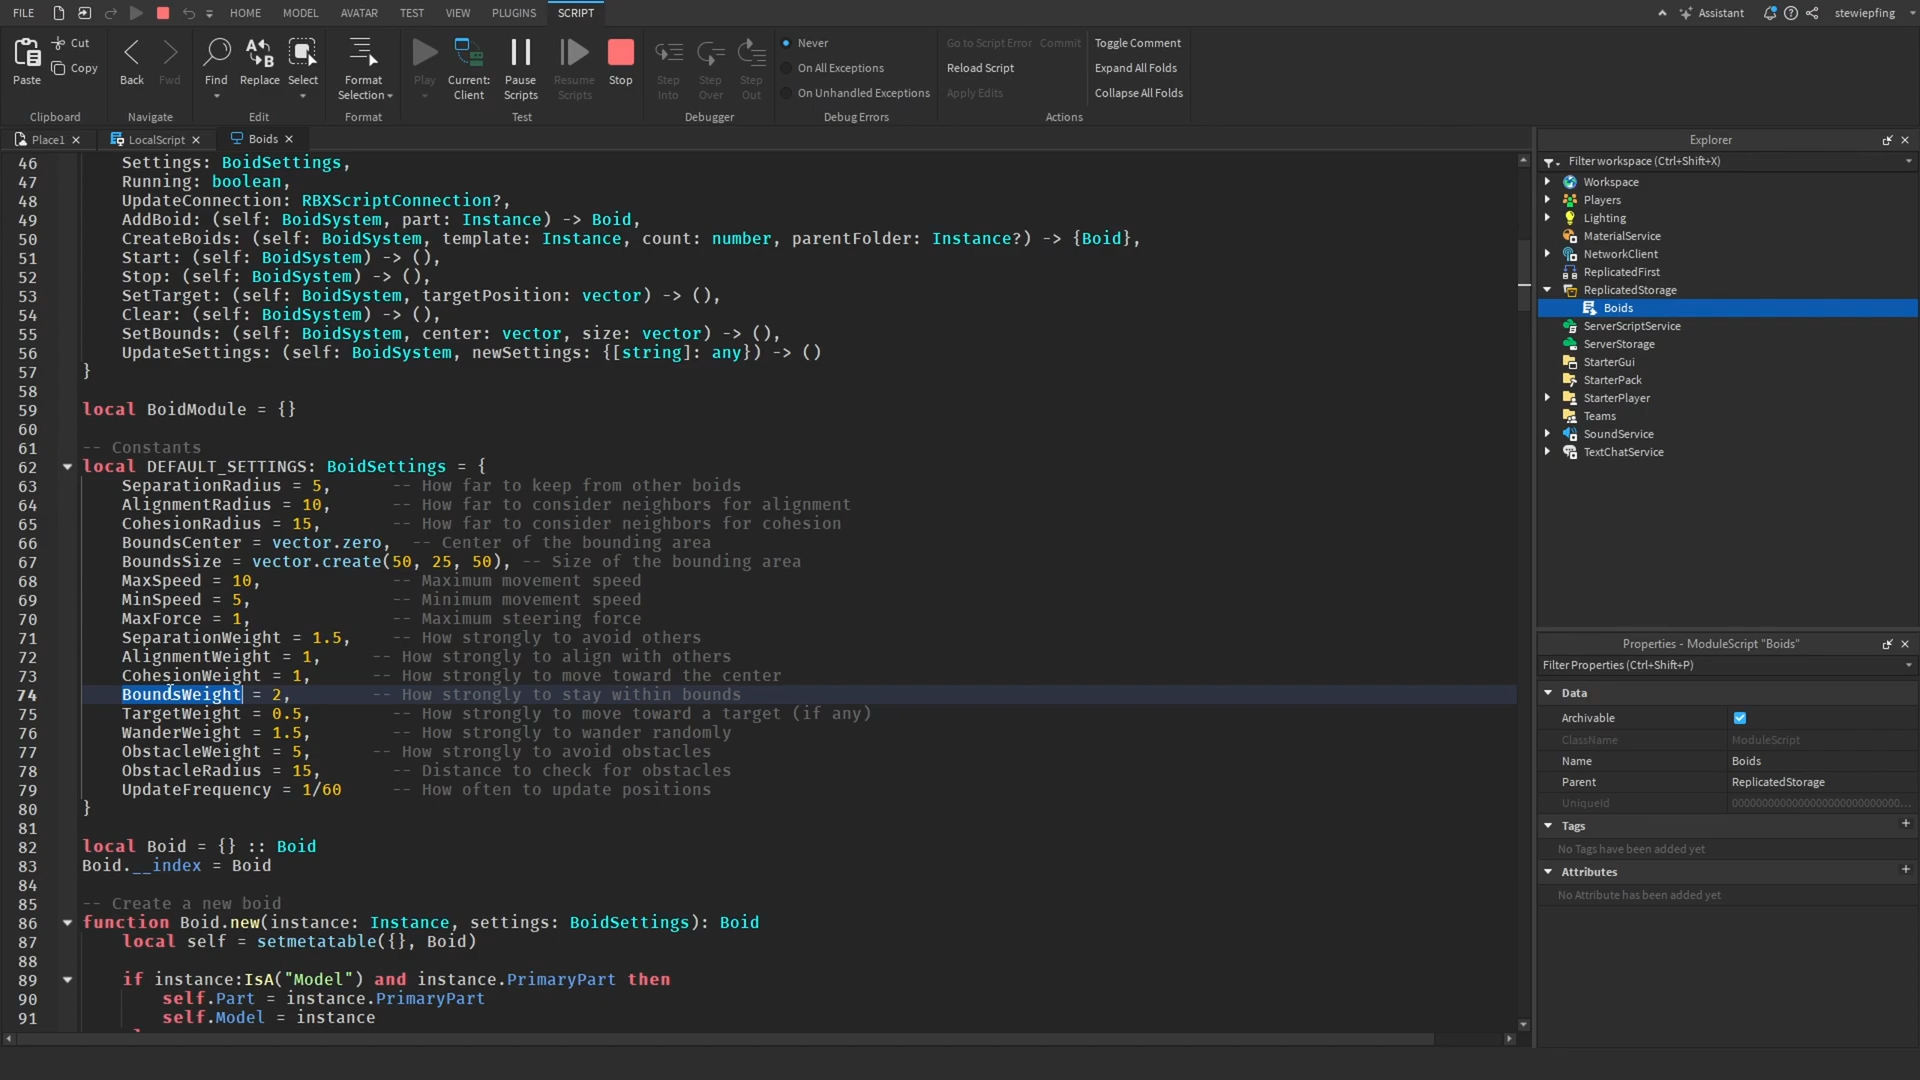 FILE HOME MODEL AVATAR TEST VIEW PLUGINS SCRIPT Assistant stewiepfing
Paste Cut Copy Back Fwd Find Replace Select Format Selection Play Current: Client Pause Scripts Resume Scripts Stop Step Into Step Over Step Out
Never
On All Exceptions
On Unhandled Exceptions
Go to Script Error Commit
Reload Script
Apply Edits
Toggle Comment
Expand All Folds
Collapse All Folds
Clipboard Navigate Edit Format Test Debugger Debug Errors Actions
Place1 LocalScript Boids
46 Settings: BoidSettings,
47 Running: boolean,
48 UpdateConnection: RBXScriptConnection?,
49 AddBoid: (self: BoidSystem, part: Instance) -> Boid,
50 CreateBoids: (self: BoidSystem, template: Instance, count: number, parentFolder: Instance?) -> {Boid},
51 Start: (self: BoidSystem) -> (),
52 Stop: (self: BoidSystem) -> (),
53 SetTarget: (self: BoidSystem, targetPosition: vector) -> (),
54 Clear: (self: BoidSystem) -> (),
55 SetBounds: (self: BoidSystem, center: vector, size: vector) -> (),
56 UpdateSettings: (self: BoidSystem, newSettings: {[string]: any}) -> ()
57 }
58
59 local BoidModule = {}
60
61 -- Constants
62 local DEFAULT_SETTINGS: BoidSettings = {
63 SeparationRadius = 5, -- How far to keep from other boids
64 AlignmentRadius = 10, -- How far to consider neighbors for alignment
65 CohesionRadius = 15, -- How far to consider neighbors for cohesion
66 BoundsCenter = vector.zero, -- Center of the bounding area
67 BoundsSize = vector.create(50, 25, 50), -- Size of the bounding area
68 MaxSpeed = 10, -- Maximum movement speed
69 MinSpeed = 5, -- Minimum movement speed
70 MaxForce = 1, -- Maximum steering force
71 SeparationWeight = 1.5, -- How strongly to avoid others
72 AlignmentWeight = 1, -- How strongly to align with others
73 CohesionWeight = 1, -- How strongly to move toward the center
74 BoundsWeight = 2, -- How strongly to stay within bounds
75 TargetWeight = 0.5, -- How strongly to move toward a target (if any)
76 WanderWeight = 1.5, -- How strongly to wander randomly
77 ObstacleWeight = 5, -- How strongly to avoid obstacles
78 ObstacleRadius = 15, -- Distance to check for obstacles
79 UpdateFrequency = 1/60 -- How often to update positions
80 }
81
82 local Boid = {} :: Boid
83 Boid.__index = Boid
84
85 -- Create a new boid
86 function Boid.new(instance: Instance, settings: BoidSettings): Boid
87 local self = setmetatable({}, Boid)
88
89 if instance:IsA("Model") and instance.PrimaryPart then
90 self.Part = instance.PrimaryPart
91 self.Model = instance
Explorer
Filter workspace (Ctrl+Shift+X)
Workspace
Players
Lighting
MaterialService
NetworkClient
ReplicatedFirst
ReplicatedStorage
Boids
ServerScriptService
ServerStorage
StarterGui
StarterPack
StarterPlayer
Teams
SoundService
TextChatService
Properties - ModuleScript "Boids"
Filter Properties (Ctrl+Shift+P)
Data
Archivable
ClassName ModuleScript
Name Boids
Parent ReplicatedStorage
UniqueId 00000000000000000000000000...
Tags +
No Tags have been added yet
Attributes +
No Attribute has been added yet